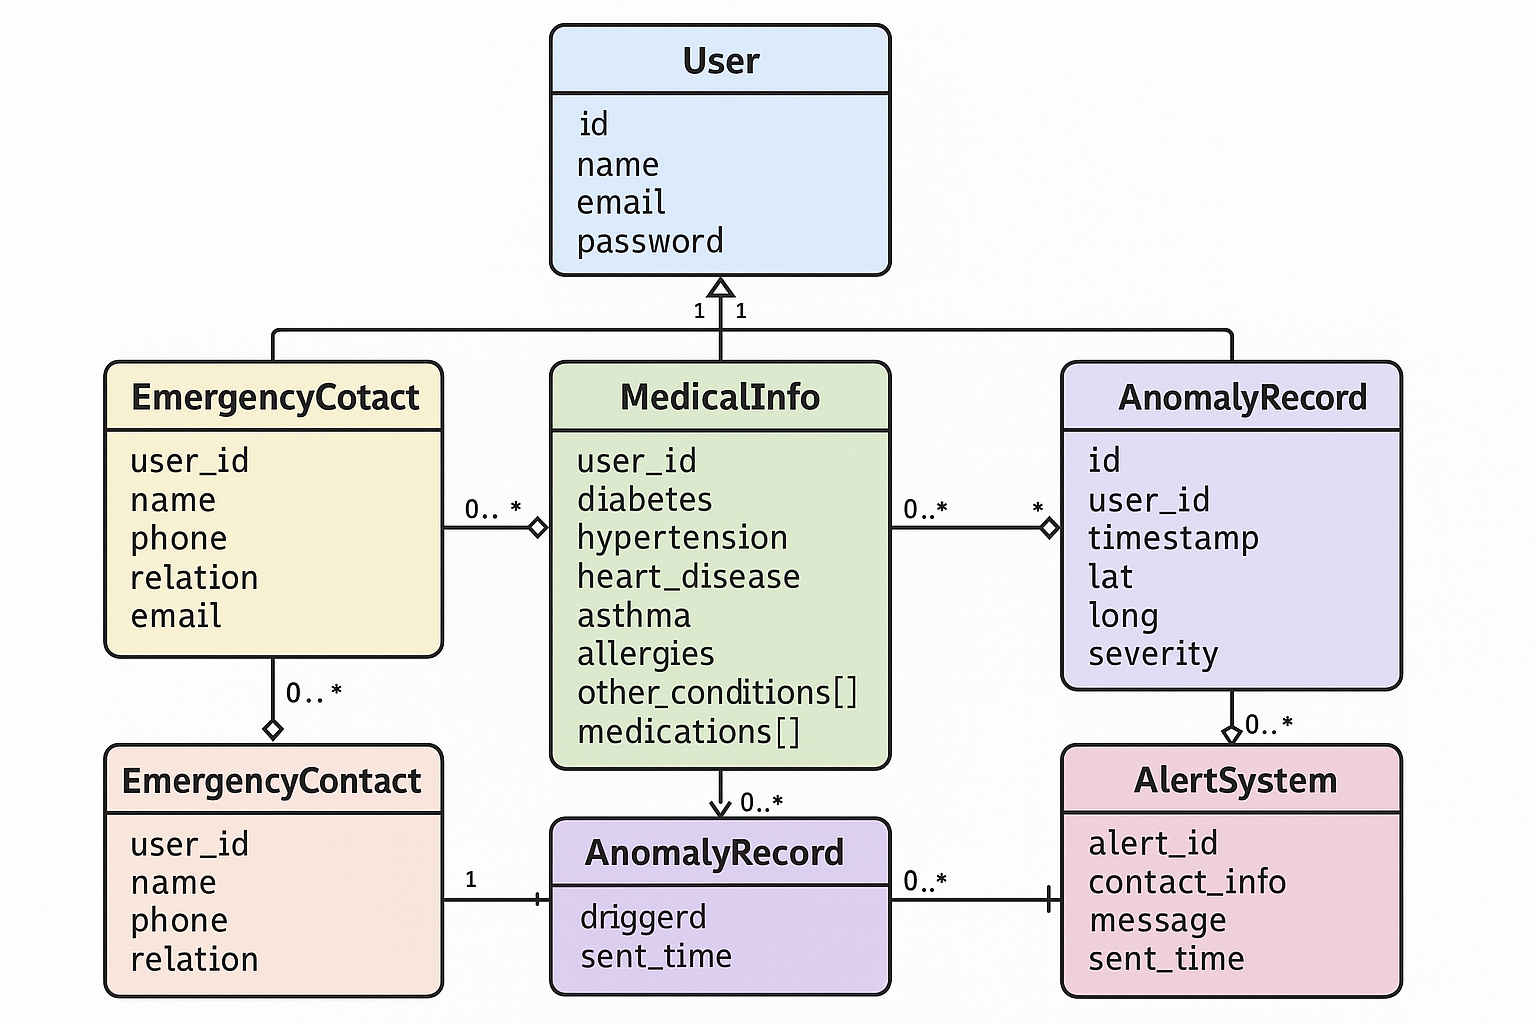 User
id
name
email
password
1 1
EmergencyCotact
user_id
name
phone
relation
email
0.. *
MedicalInfo
user_id
diabetes
hypertension
heart_disease
asthma
allergies
other_conditions[]
medications[]
0..* *
AnomalyRecord
id
user_id
timestamp
lat
long
severity
0..*
0..*
0..*
EmergencyContact
user_id
name
phone
relation
1
AnomalyRecord
driggerd
sent_time
0..*
AlertSystem
alert_id
contact_info
message
sent_time